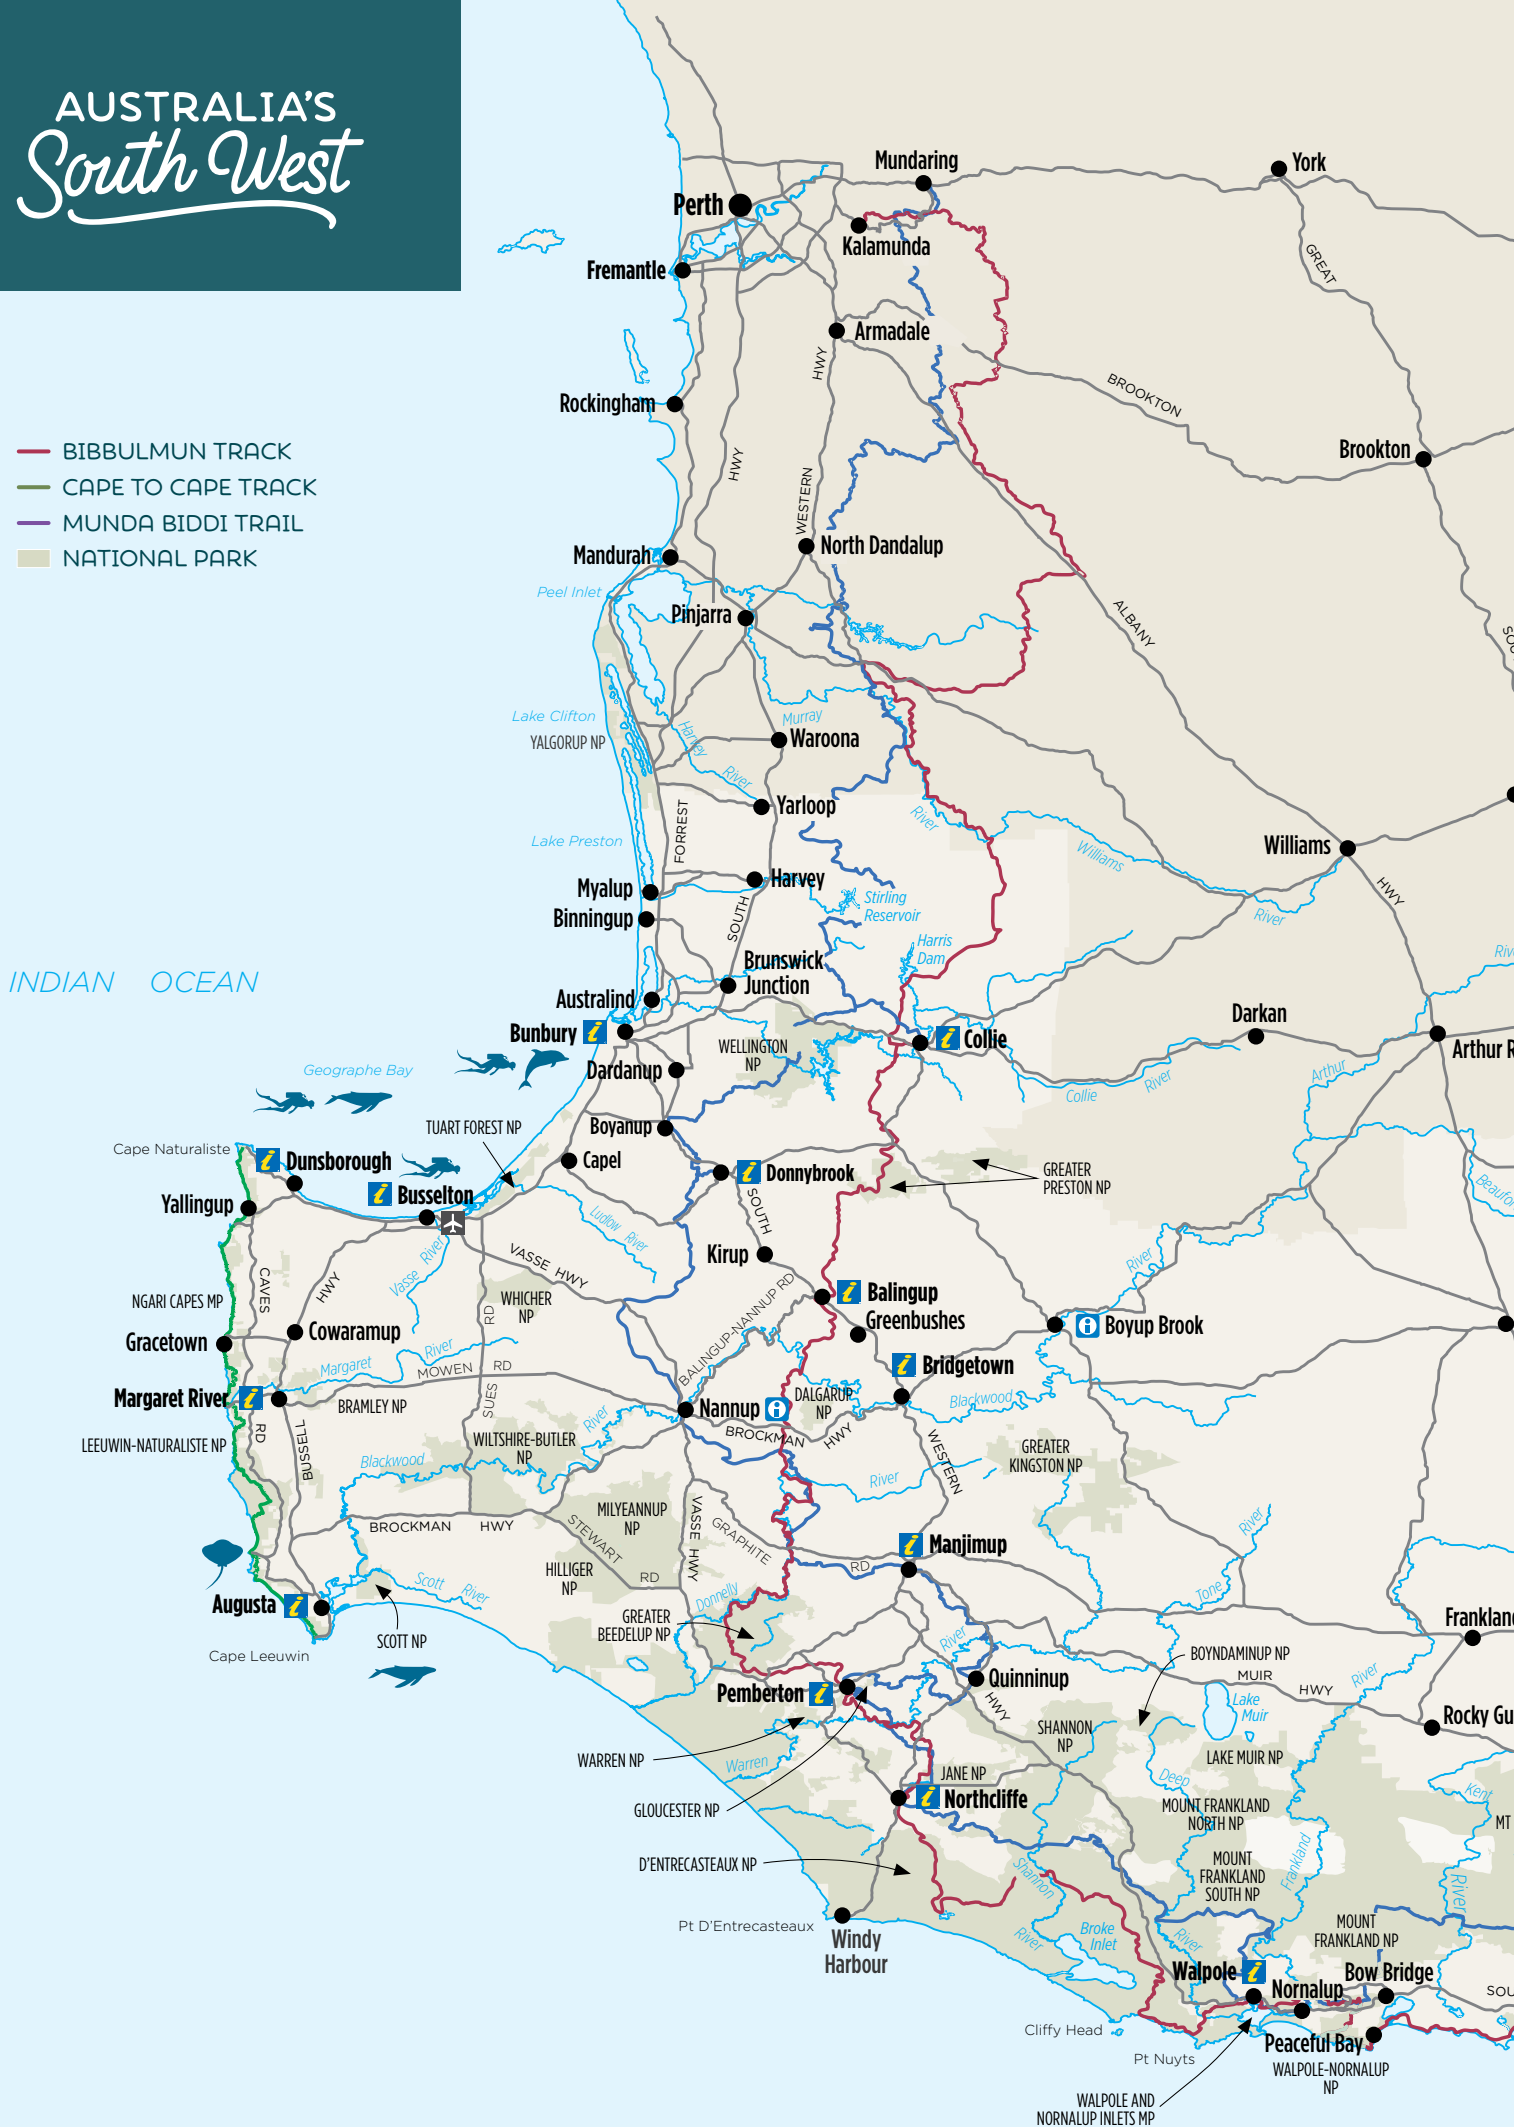 AUSTRALIA'S
South West
BIBBULMUN TRACK
CAPE TO CAPE TRACK
MUNDA BIDDI TRAIL
NATIONAL PARK
Mundaring
York
Perth
Kalamunda
Fremantle
GREAT
Armadale
HWY
BROOKTON
Rockingham
Brookton
HWY
WESTERN
Mandurah
North Dandalup
Peel Inlet
Pinjarra
ALBANY
Lake Clifton
YALGORUP NP
Harvey
River
Murray
Waroona
Yarloop
River
FORREST
Lake Preston
Williams
River
Williams
HWY
Myalup
Harvey
Binningup
SOUTH
Stirling
Reservoir
Harris
Dam
INDIAN OCEAN
Brunswick
Junction
Australind
Bunbury
WELLINGTON
NP
Collie
Darkan
Arthur R
Riv
Dardanup
Geographe Bay
Collie
River
Arthur
TUART FOREST NP
Boyanup
Cape Naturaliste
Dunsborough
Capel
Donnybrook
GREATER
PRESTON NP
Busselton
Yallingup
Ludlow
River
SOUTH
Beaufo
Vasse
River
VASSE HWY
Kirup
River
NGARI CAPES MP
CAVES
HWY
RD
WHICHER
NP
BALINGUP-NANNUP RD
Balingup
Greenbushes
Boyup Brook
Gracetown
Cowaramup
Margaret
River
MOWEN
RD
Bridgetown
Margaret River
BRAMLEY NP
SUES
Nannup
DALGARUP
NP
Blackwood
LEEUWIN-NATURALISTE NP
RD
BUSSELL
WILTSHIRE-BUTLER
NP
River
BROCKMAN
HWY
WESTERN
GREATER
KINGSTON NP
Blackwood
River
MILYEANNUP
NP
VASSE HWY
GRAPHITE
RD
BROCKMAN
HWY
STEWART
RD
HILLIGER
NP
Manjimup
River
Tone
Scott
River
Donnelly
Augusta
GREATER
BEEDELUP NP
SCOTT NP
Cape Leeuwin
River
Frankland
BOYNDAMINUP NP
MUIR
HWY
River
Pemberton
Quinninup
HWY
Lake
Muir
Rocky Gu
WARREN NP
Warren
SHANNON
NP
LAKE MUIR NP
JANE NP
Deep
Kent
GLOUCESTER NP
Northcliffe
MOUNT FRANKLAND
NORTH NP
MT
D'ENTRECASTEAUX NP
Shannon
River
MOUNT
FRANKLAND
SOUTH NP
Frankland
River
Pt D'Entrecasteaux
Windy
Harbour
Broke
Inlet
River
MOUNT
FRANKLAND NP
Walpole
Nornalup
Bow Bridge
SOU
Cliffy Head
Peaceful Bay
Pt Nuyts
WALPOLE-NORNALUP
NP
WALPOLE AND
NORNALUP INLETS MP